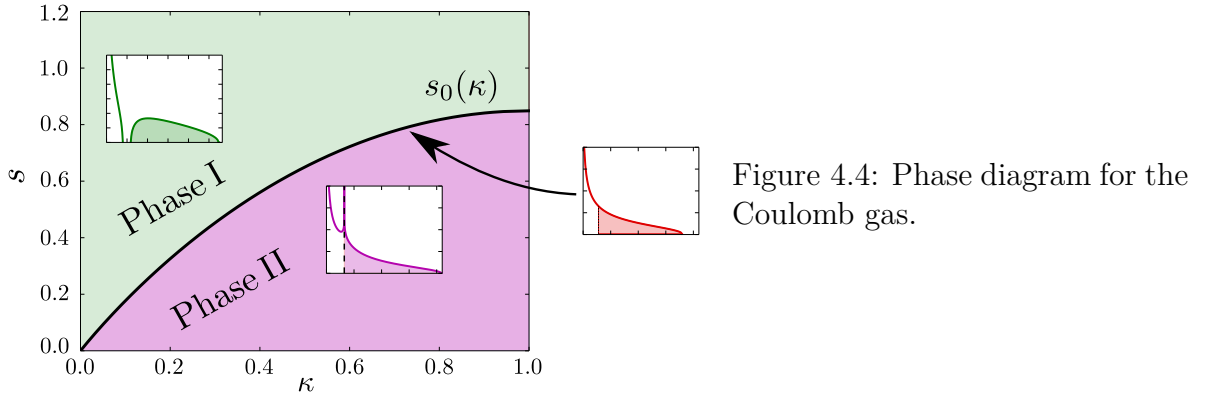 1.2
1.0
0.8
0.6
0.4
0.2
0.0
s
s₀(κ)
Phase I
Phase II
0.0 0.2 0.4 0.6 0.8 1.0
κ
Figure 4.4: Phase diagram for the
Coulomb gas.